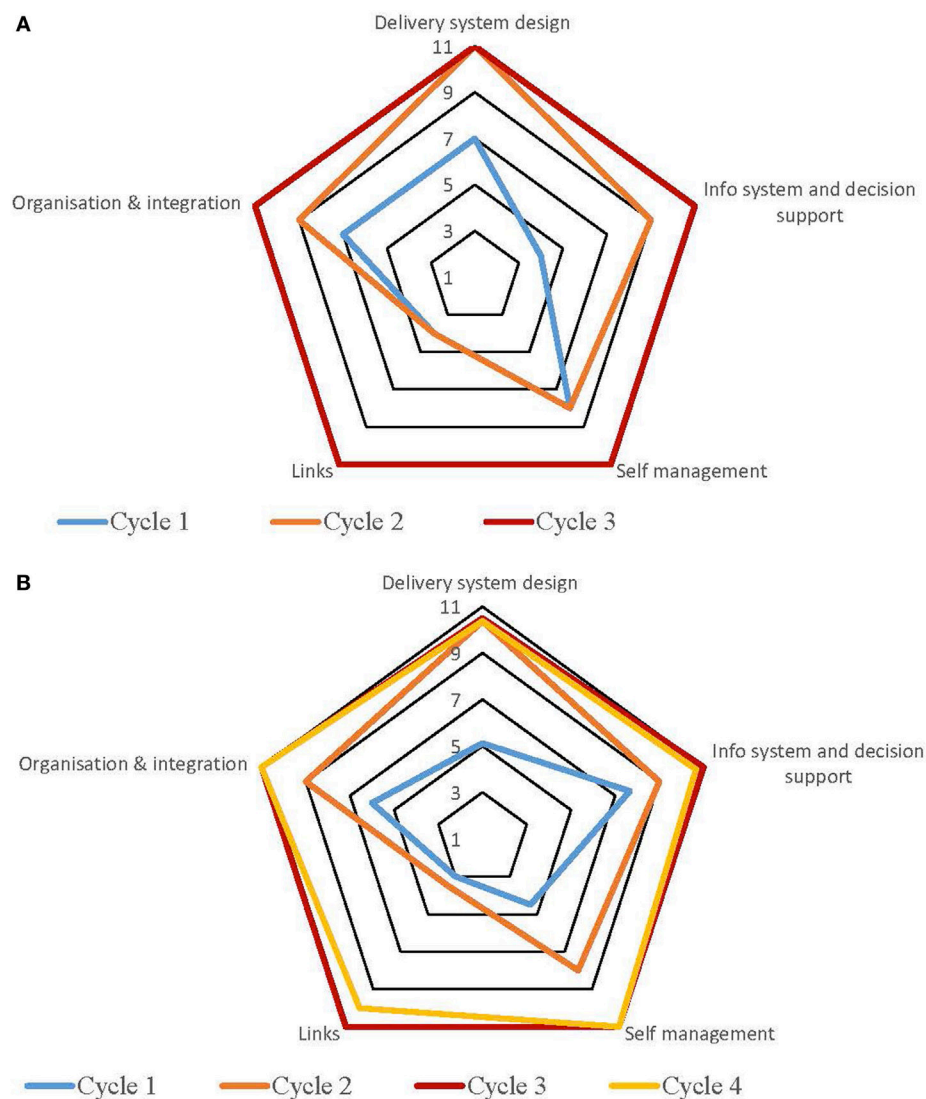 A
Delivery system design
11
9
7
5
3
1
Organisation & integration
Info system and decision
support
Links
Self management
Cycle 1
Cycle 2
Cycle 3
B
Delivery system design
11
9
7
5
3
1
Organisation & integration
Info system and decision
support
Links
Self management
Cycle 1
Cycle 2
Cycle 3
Cycle 4